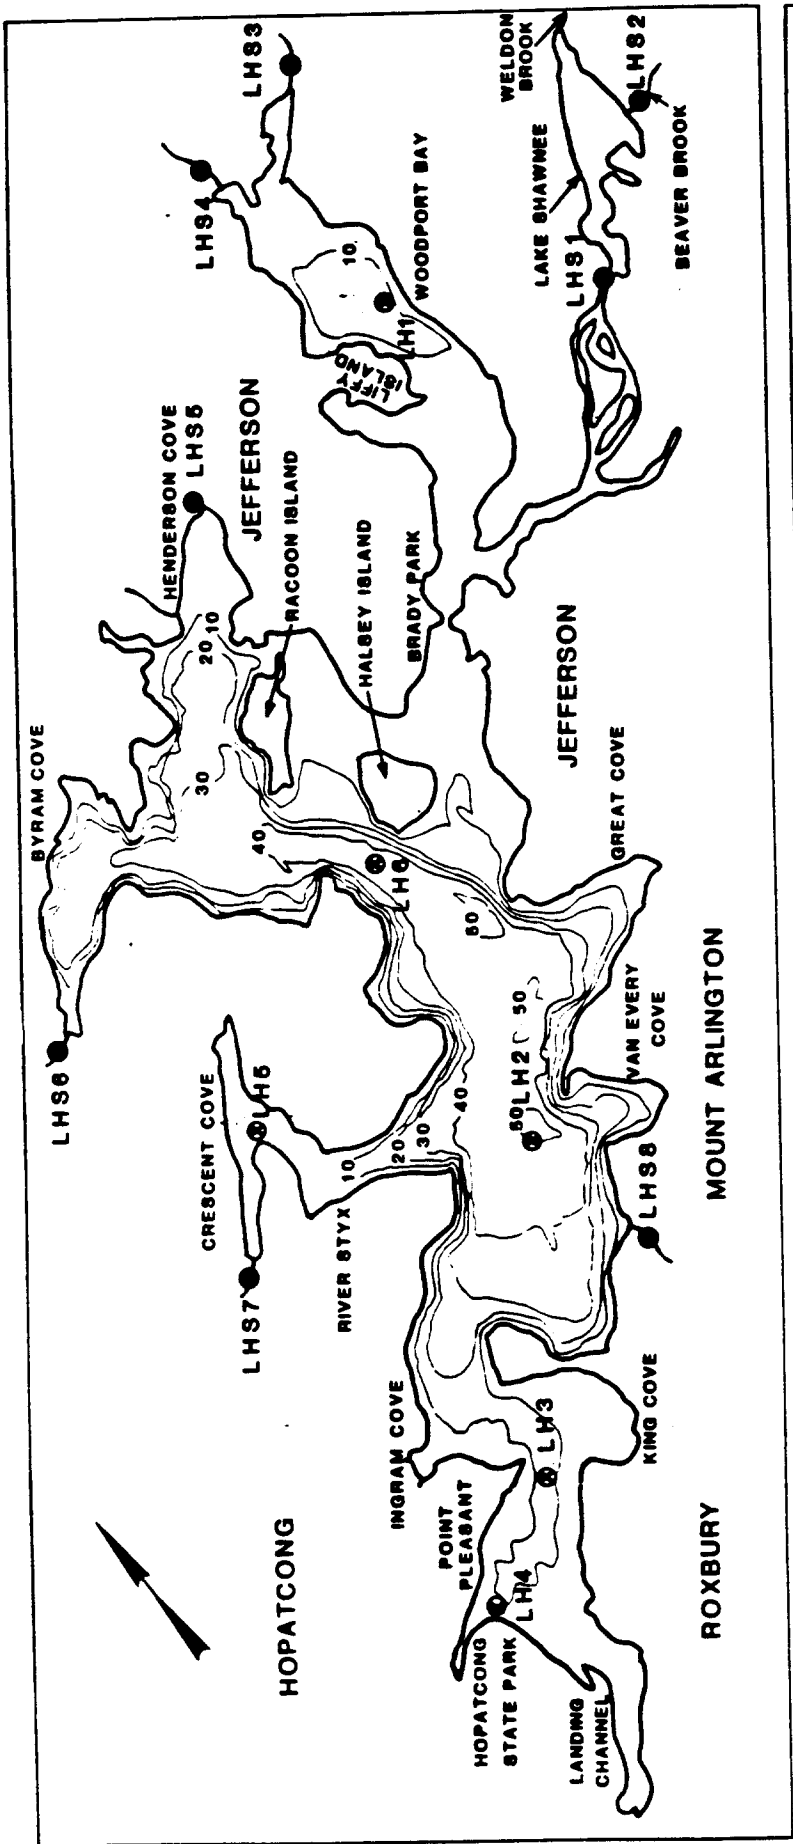 LHS3
LHS4
10
LH1
WOODPORT BAY
LIFFY
ISLAND
WELDON
BROOK
LHS2
LAKE SHAWNEE
LHS1
BEAVER BROOK
HENDERSON COVE
LHS5
JEFFERSON
RACOON ISLAND
10
20
30
HALSEY ISLAND
BRADY PARK
JEFFERSON
BYRAM COVE
40
LH6
GREAT COVE
50
50
LHS6
CRESCENT COVE
LH5
10
20
30
40
50
LH2
VAN EVERY
COVE
MOUNT ARLINGTON
LHS8
LHS7
RIVER STYX
INGRAM COVE
LH3
KING COVE
POINT
PLEASANT
LH4
HOPATCONG
HOPATCONG
STATE PARK
LANDING
CHANNEL
ROXBURY